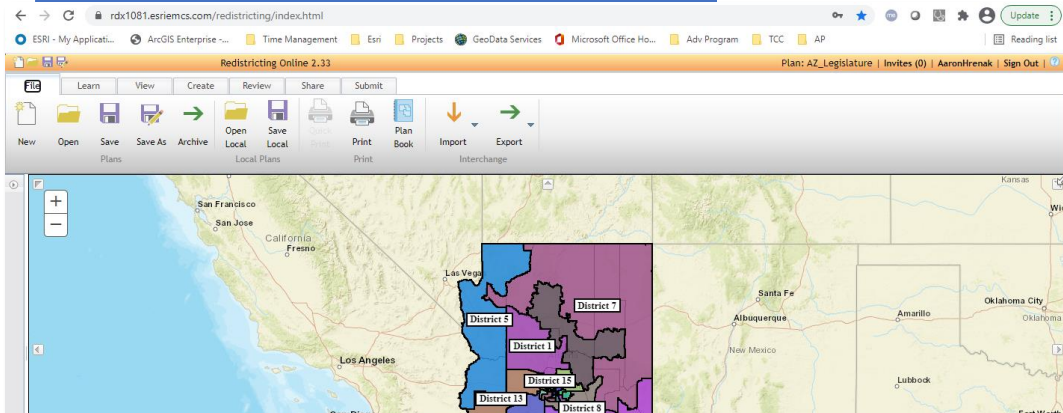 rdx1081.esriemcs.com/redistricting/index.html
Update
ESRI - My Applicati... ArcGIS Enterprise -... Time Management Esri Projects GeoData Services Microsoft Office Ho... Adv Program TCC AP Reading list
Redistricting Online 2.33 Plan: AZ_Legislature | Invites (0) | AaronHrenak | Sign Out |
File Learn View Create Review Share Submit
New Open Save Save As Archive Open Local Save Local Print Plan Book Import Export
Plans Local Plans Print Interchange
+
−
San Francisco
San Jose
California
Fresno
Kansas
Las Vega
District 7
District 5
Santa Fe
Albuquerque
Amarillo
Oklahoma City
Oklahoma
District 1
New Mexico
Los Angeles
District 15
Lubbock
District 13
District 8